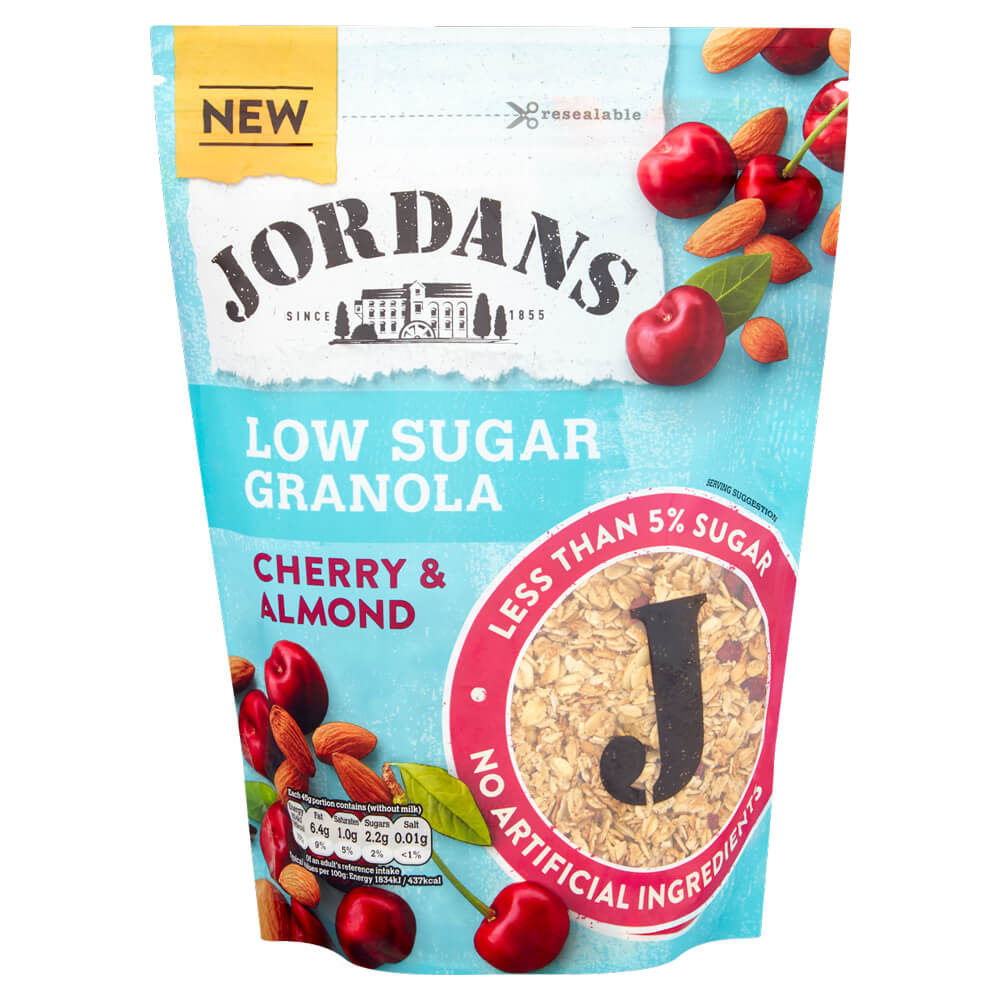 NEW
resealable
JORDANS
SINCE 1855
LOW SUGAR
GRANOLA
CHERRY &
ALMOND
SERVING SUGGESTION
LESS THAN 5% SUGAR
J
NO ARTIFICIAL INGREDIENTS
Each 45g portion contains (without milk)
Energy Fat Saturates Sugars Salt
6.4g 1.0g 2.2g 0.01g
9% 5% 2% <1%
Of an adult's reference intake
Typical values per 100g: Energy 1834kJ / 437kcal